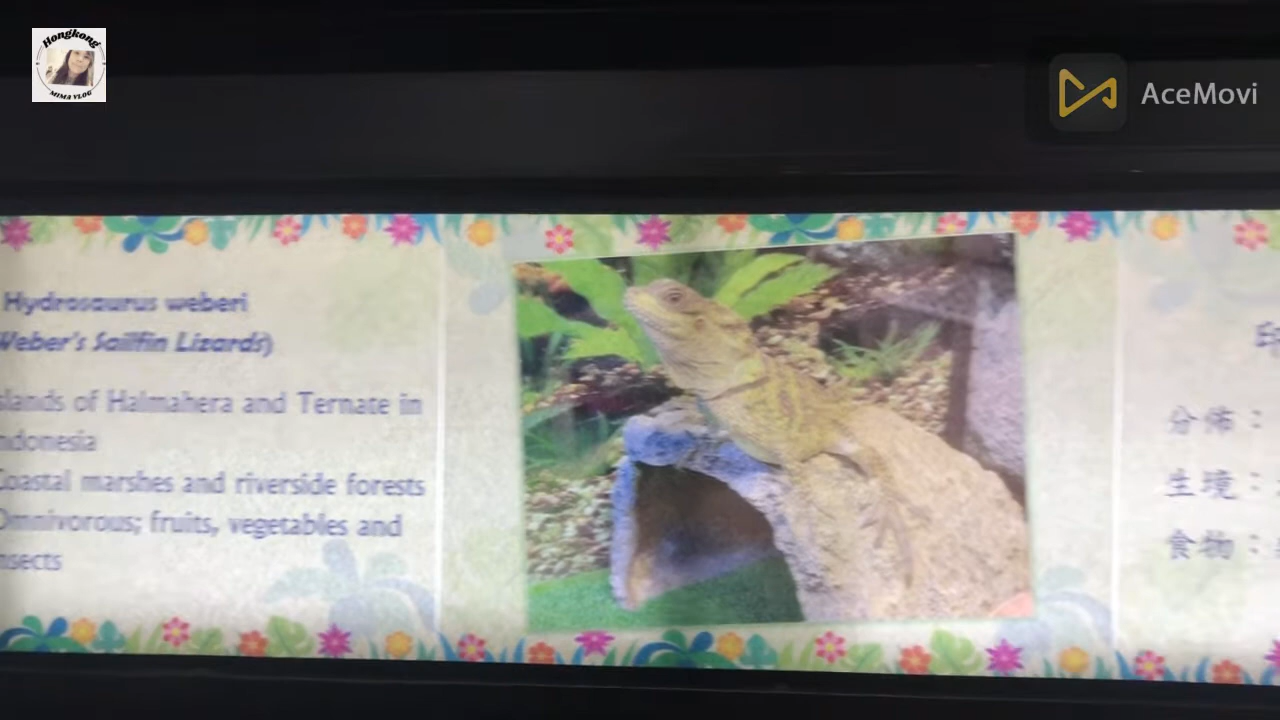 Hongkong
MIMA VLOG
AceMovi
Hydrosaurus weberi
Weber's Sailfin Lizards)
slands of Halmahera and Ternate in
ndonesia
Coastal marshes and riverside forests
Omnivorous; fruits, vegetables and
nsects
分佈：
生境：
食物：